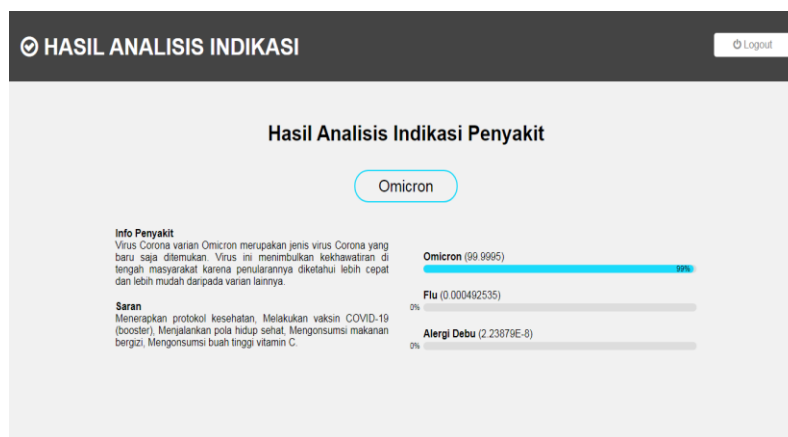 HASIL ANALISIS INDIKASI
Logout
Hasil Analisis Indikasi Penyakit
Omicron
Info Penyakit
Virus Corona varian Omicron merupakan jenis virus Corona yang
baru saja ditemukan. Virus ini menimbulkan kekhawatiran di
tengah masyarakat karena penularannya diketahui lebih cepat
dan lebih mudah daripada varian lainnya.
Saran
Menerapkan protokol kesehatan, Melakukan vaksin COVID-19
(booster), Menjalankan pola hidup sehat, Mengonsumsi makanan
bergizi, Mengonsumsi buah tinggi vitamin C.
Omicron (99.9995)
99%
Flu (0.000492535)
0%
Alergi Debu (2.23879E-8)
0%